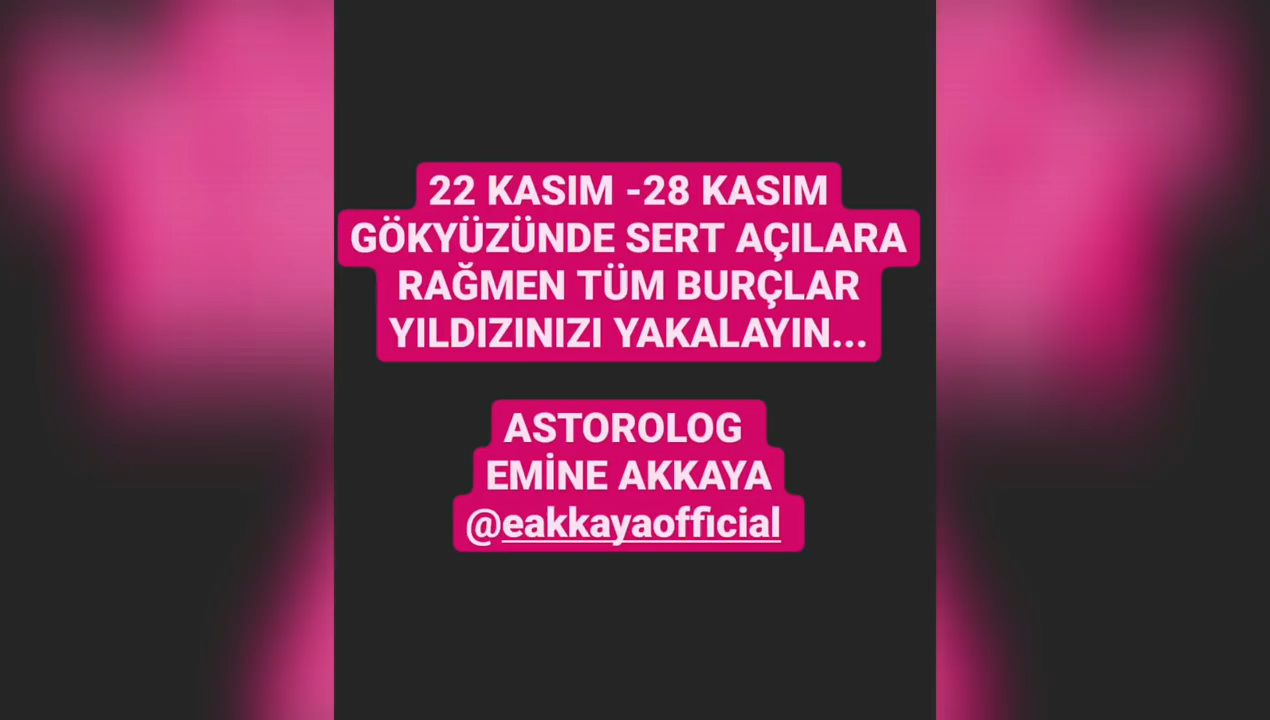 22 KASIM -28 KASIM
GÖKYÜZÜNDE SERT AÇILARA
RAĞMEN TÜM BURÇLAR
YILDIZINIZI YAKALAYIN...
ASTOROLOG
EMİNE AKKAYA
@eakkayaofficial